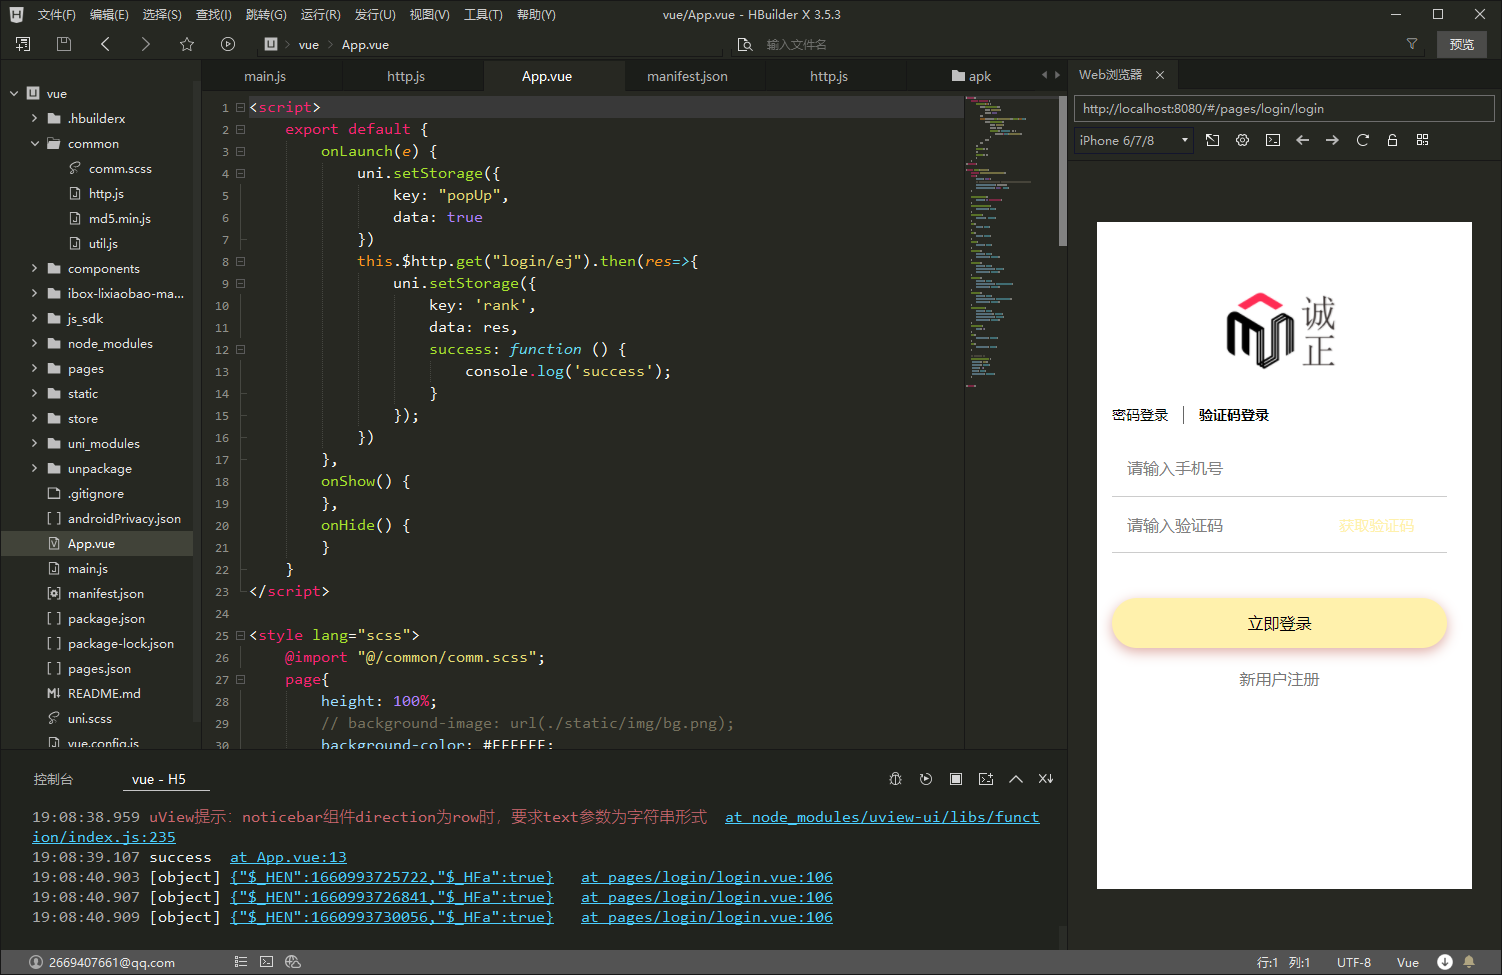 文件(F) 编辑(E) 选择(S) 查找(I) 跳转(G) 运行(R) 发行(U) 视图(V) 工具(T) 帮助(Y) vue/App.vue - HBuilder X 3.5.3
vue App.vue 输入文件名 预览
main.js http.js App.vue manifest.json http.js apk Web浏览器
vue
.hbuilderx
common
comm.scss
http.js
md5.min.js
util.js
components
ibox-lixiaobao-ma...
js_sdk
node_modules
pages
static
store
uni_modules
unpackage
.gitignore
androidPrivacy.json
App.vue
main.js
manifest.json
package.json
package-lock.json
pages.json
README.md
uni.scss
vue.config.js
1 <script>
2 export default {
3 onLaunch(e) {
4 uni.setStorage({
5 key: "popUp",
6 data: true
7 })
8 this.$http.get("login/ej").then(res=>{
9 uni.setStorage({
10 key: 'rank',
11 data: res,
12 success: function () {
13 console.log('success');
14 }
15 });
16 })
17 },
18 onShow() {
19 },
20 onHide() {
21 }
22 }
23 </script>
24
25 <style lang="scss">
26 @import "@/common/comm.scss";
27 page{
28 height: 100%;
29 // background-image: url(./static/img/bg.png);
30 background-color: #FFFFFF;
http://localhost:8080/#/pages/login/login
iPhone 6/7/8
诚
正
密码登录 验证码登录
请输入手机号
请输入验证码 获取验证码
立即登录
新用户注册
控制台 vue - H5
19:08:38.959 uView提示：noticebar组件direction为row时，要求text参数为字符串形式 at node_modules/uview-ui/libs/funct
ion/index.js:235
19:08:39.107 success at App.vue:13
19:08:40.903 [object] {"$_HEN":1660993725722,"$_HFa":true} at pages/login/login.vue:106
19:08:40.907 [object] {"$_HEN":1660993726841,"$_HFa":true} at pages/login/login.vue:106
19:08:40.909 [object] {"$_HEN":1660993730056,"$_HFa":true} at pages/login/login.vue:106
2669407661@qq.com 行:1 列:1 UTF-8 Vue